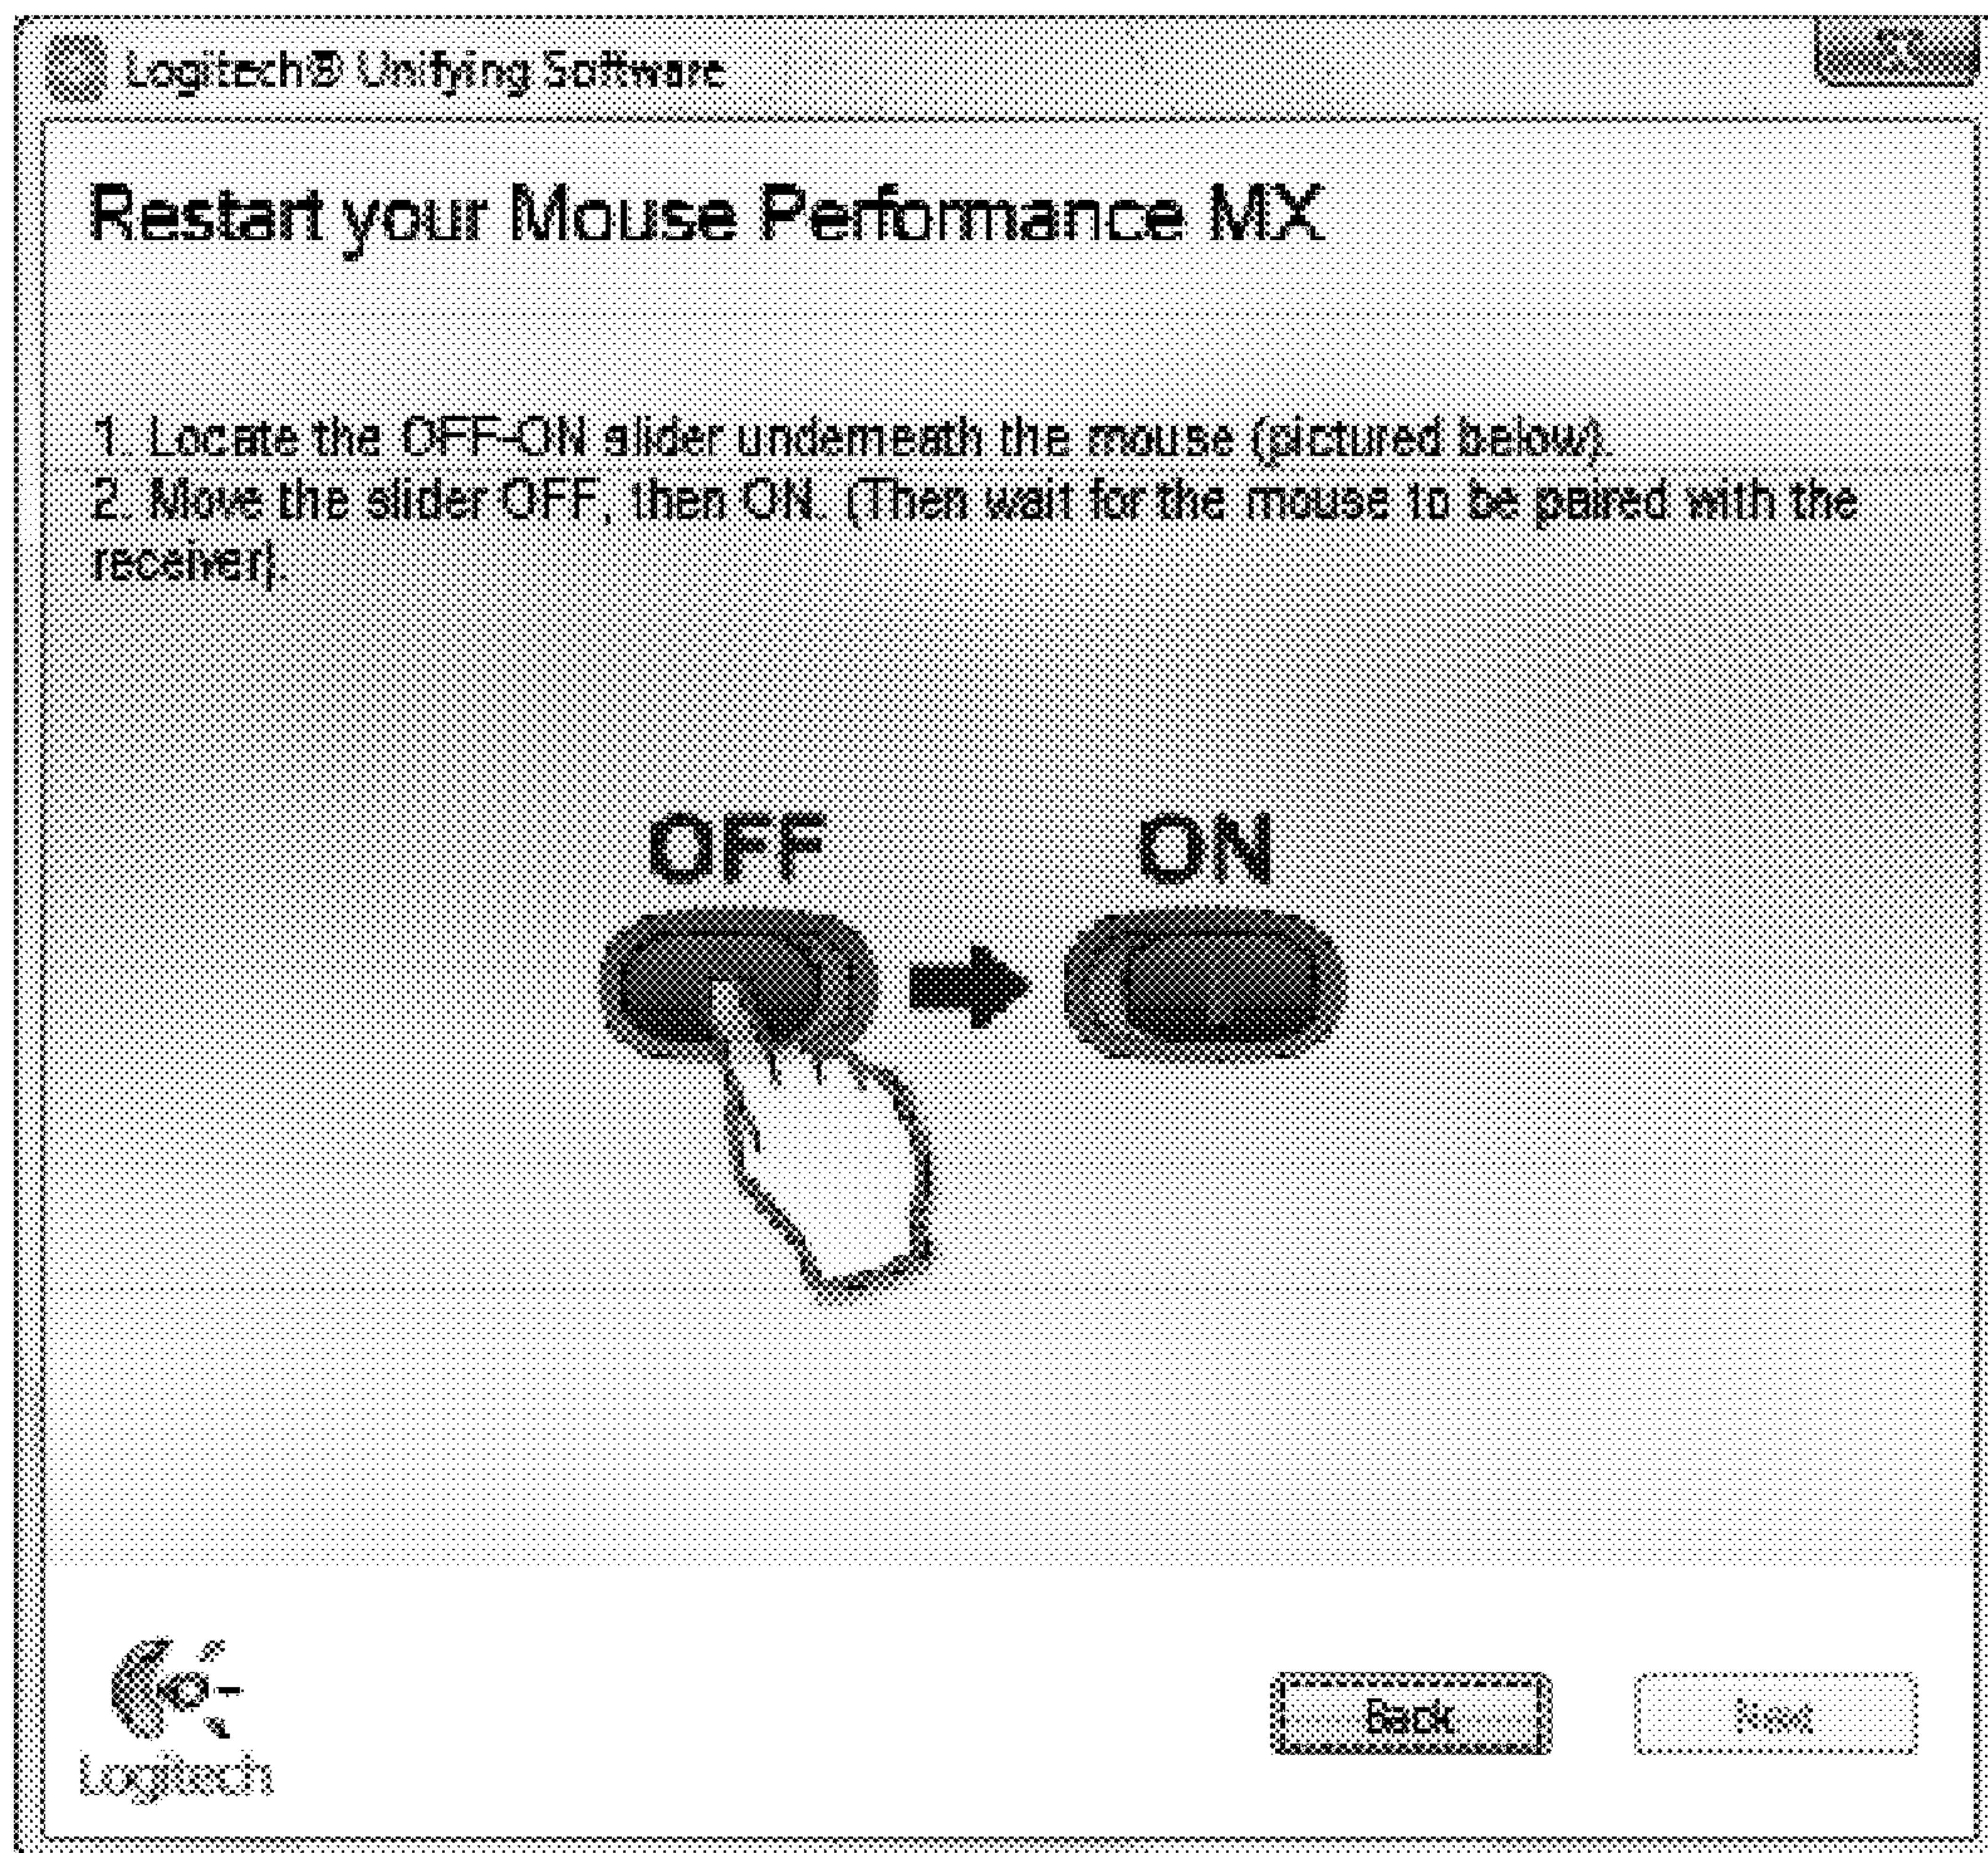 Logitech® Unifying Software
Restart your Mouse Performance MX
1. Locate the OFF-ON slider underneath the mouse (pictured below).
2. Move the slider OFF, then ON. (Then wait for the mouse to be paired with the
receiver).
OFF
ON
Logitech
Back
Next